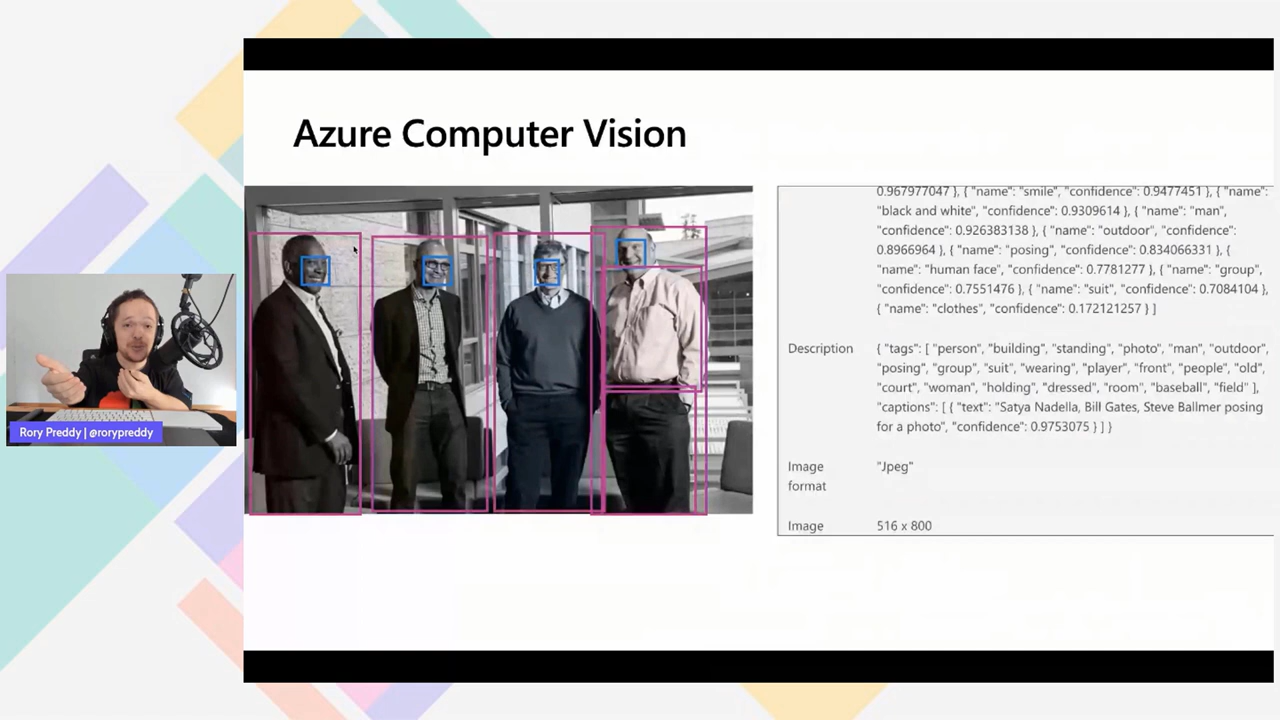 Azure Computer Vision
0.967977047 }, { "name": "smile", "confidence": 0.9477451 }, { "name":
"black and white", "confidence": 0.9309614 }, { "name": "man",
"confidence": 0.926383138 }, { "name": "outdoor", "confidence":
0.8966964 }, { "name": "posing", "confidence": 0.834066331 }, {
"name": "human face", "confidence": 0.7781277 }, { "name": "group",
"confidence": 0.7551476 }, { "name": "suit", "confidence": 0.7084104 },
{ "name": "clothes", "confidence": 0.172121257 } ]
Description
{ "tags": [ "person", "building", "standing", "photo", "man", "outdoor",
"posing", "group", "suit", "wearing", "player", "front", "people", "old",
"court", "woman", "holding", "dressed", "room", "baseball", "field" ],
"captions": [ { "text": "Satya Nadella, Bill Gates, Steve Ballmer posing
for a photo", "confidence": 0.9753075 } ] }
Image
format
"Jpeg"
Image
516 x 800
Rory Preddy | @rorypreddy